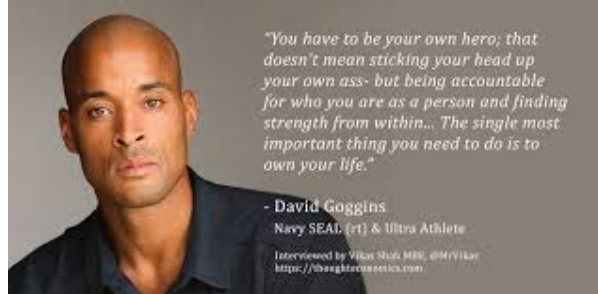 "You have to be your own hero; that
doesn't mean sticking your head up
your own ass- but being accountable
for who you are as a person and finding
strength from within... The single most
important thing you need to do is to
own your life."
- David Goggins
Navy SEAL (rt) & Ultra Athlete
Interviewed by Vikas Shah MBE, @MrVikas
https://thoughteconomics.com